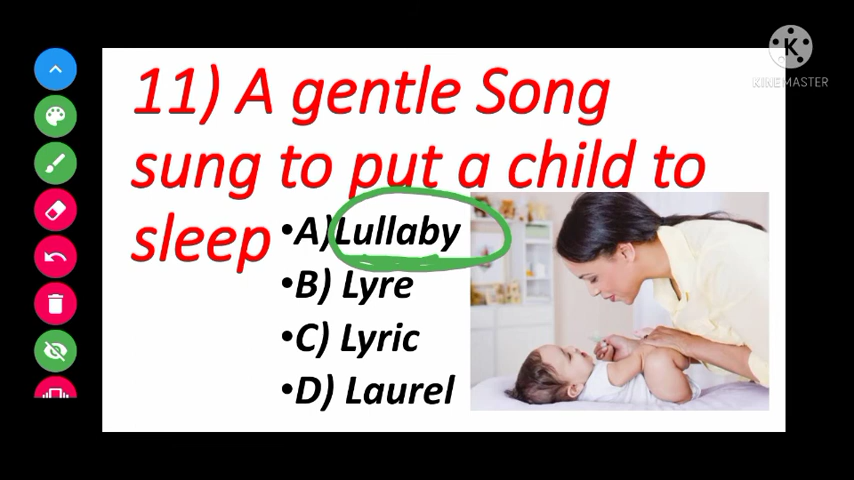 11) A gentle Song
sung to put a child to
sleep
•A)Lullaby
•B) Lyre
•C) Lyric
•D) Laurel
K
KINEMASTER